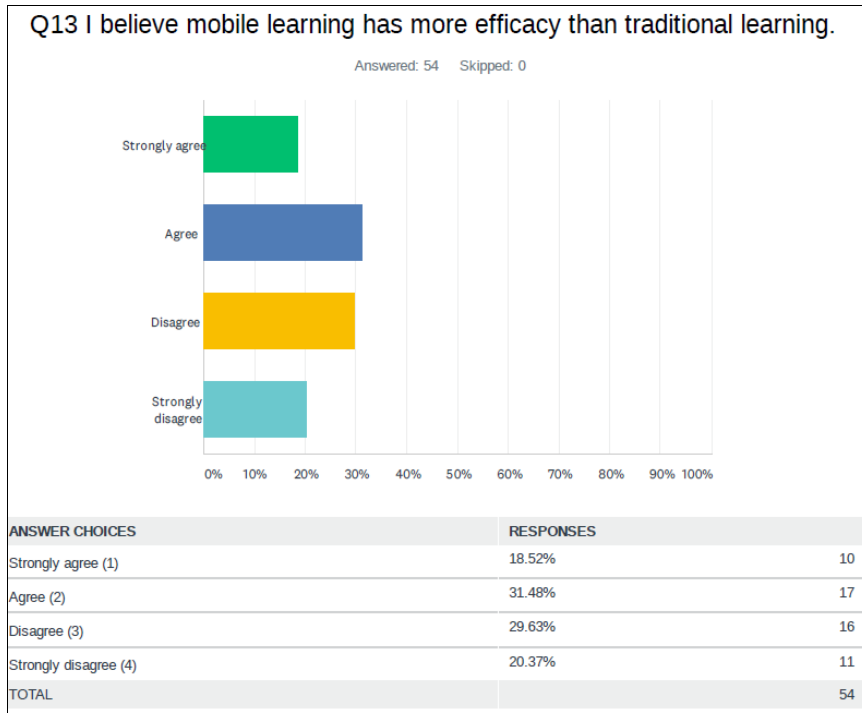 Q13 I believe mobile learning has more efficacy than traditional learning.
Answered: 54 Skipped: 0
Strongly agree
Agree
Disagree
Strongly
disagree
0% 10% 20% 30% 40% 50% 60% 70% 80% 90% 100%
ANSWER CHOICES RESPONSES
Strongly agree (1) 18.52% 10
Agree (2) 31.48% 17
Disagree (3) 29.63% 16
Strongly disagree (4) 20.37% 11
TOTAL 54